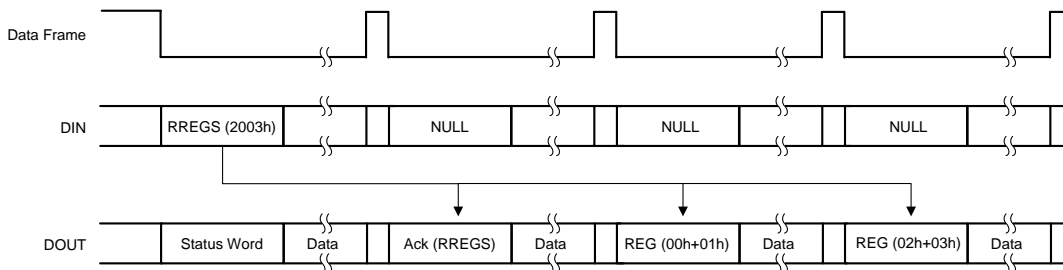 Data Frame
DIN RREGS (2003h) NULL NULL NULL
DOUT Status Word Data Ack (RREGS) Data REG (00h+01h) Data REG (02h+03h) Data